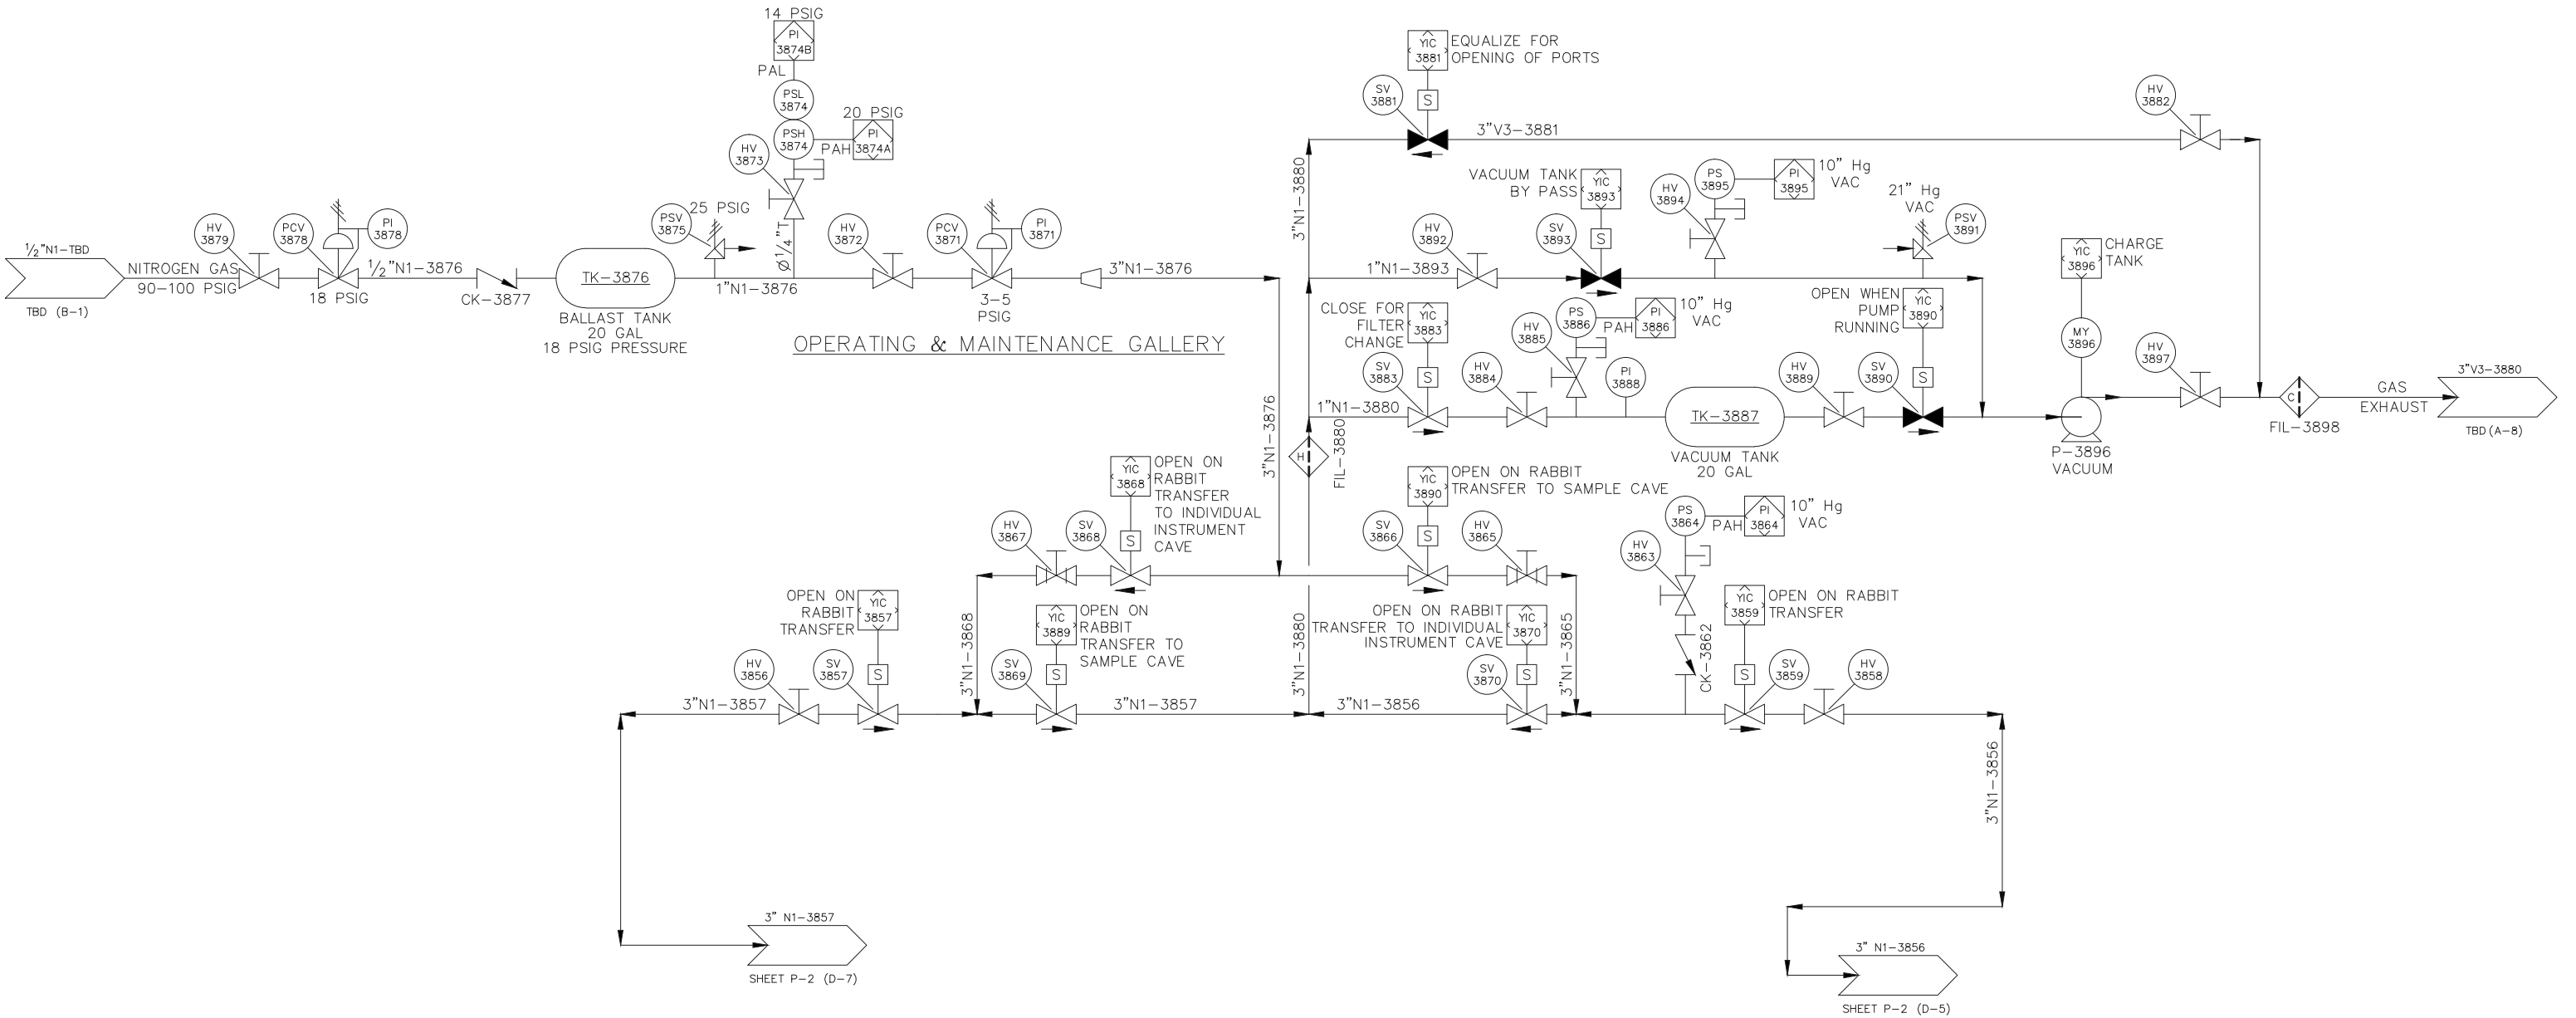 ½"N1-TBD
TBD (B-1)
NITROGEN GAS
90-100 PSIG
HV
3879
PCV
3878
18 PSIG
PI
3878
½"N1-3876
CK-3877
TK-3876
BALLAST TANK
20 GAL
18 PSIG PRESSURE
PSV
3875
25 PSIG
1"N1-3876
Ø¼"T
HV
3873
14 PSIG
PI
3874B
PAL
PSL
3874
PSH
3874
20 PSIG
PAH
PI
3874A
HV
3872
PCV
3871
3-5
PSIG
PI
3871
3"N1-3876
OPERATING & MAINTENANCE GALLERY
3"N1-3876
3"N1-3880
FIL-3880
H
YIC
3881
EQUALIZE FOR
OPENING OF PORTS
SV
3881
S
3"V3-3881
HV
3882
1"N1-3893
HV
3892
VACUUM TANK
BY PASS
YIC
3893
SV
3893
S
HV
3894
PS
3895
PI
3895
10" Hg
VAC
21" Hg
VAC
PSV
3891
1"N1-3880
CLOSE FOR
FILTER
CHANGE
YIC
3883
SV
3883
S
HV
3884
HV
3885
PS
3886
PAH
PI
3886
10" Hg
VAC
PI
3888
TK-3887
VACUUM TANK
20 GAL
HV
3889
OPEN WHEN
PUMP
RUNNING
YIC
3890
SV
3890
S
YIC
3896
CHARGE
TANK
MY
3896
P-3896
VACUUM
HV
3897
C
FIL-3898
GAS
EXHAUST
3"V3-3880
TBD (A-8)
HV
3867
SV
3868
YIC
3868
S
OPEN ON
RABBIT
TRANSFER
TO INDIVIDUAL
INSTRUMENT
CAVE
YIC
3890
OPEN ON RABBIT
TRANSFER TO SAMPLE CAVE
SV
3866
S
HV
3865
HV
3863
PS
3864
PAH
PI
3864
10" Hg
VAC
CK-3862
OPEN ON
RABBIT
TRANSFER
YIC
3857
HV
3856
SV
3857
S
3"N1-3857
3"N1-3868
YIC
3889
OPEN ON
RABBIT
TRANSFER TO
SAMPLE CAVE
SV
3869
S
3"N1-3857
3"N1-3880
3"N1-3856
OPEN ON RABBIT
TRANSFER TO INDIVIDUAL
INSTRUMENT CAVE
YIC
3870
SV
3870
S
3"N1-3865
YIC
3859
OPEN ON RABBIT
TRANSFER
S
SV
3859
HV
3858
3"N1-3856
3" N1-3857
SHEET P-2 (D-7)
3" N1-3856
SHEET P-2 (D-5)